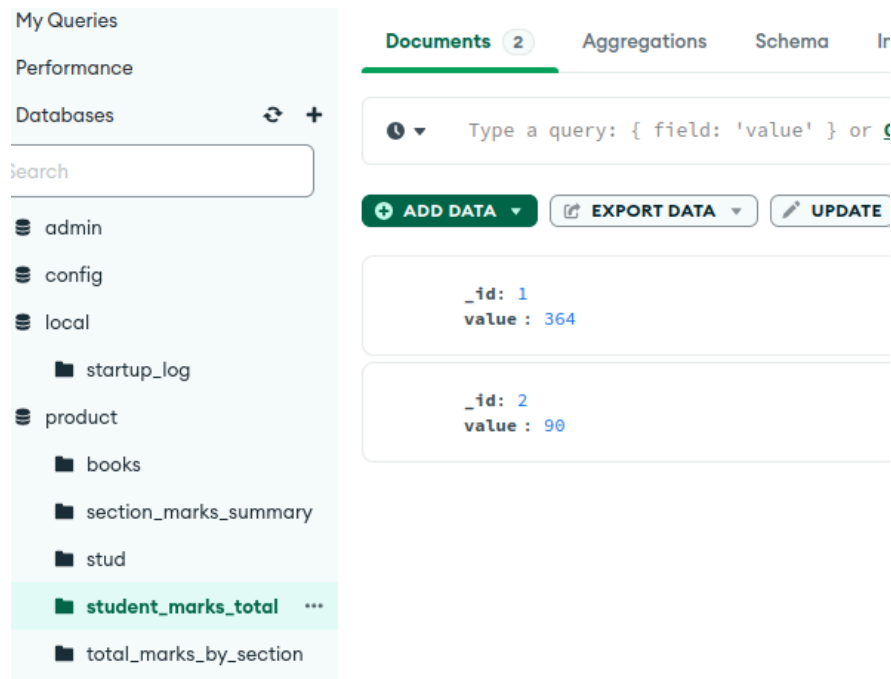 My Queries
Performance
Databases
Search
admin
config
local
startup_log
product
books
section_marks_summary
stud
student_marks_total
total_marks_by_section
Documents 2 Aggregations Schema
Type a query: { field: 'value' } or
ADD DATA EXPORT DATA UPDATE
_id: 1
value : 364
_id: 2
value : 90